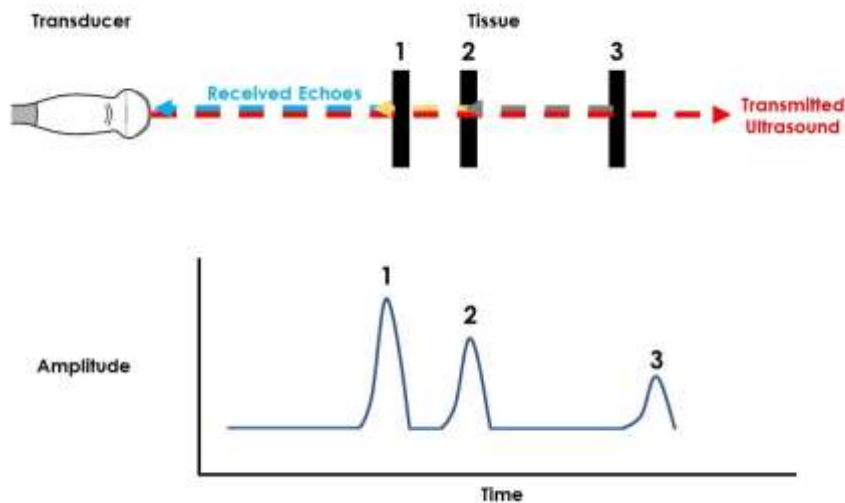 Transducer
Tissue
1
2
3
Received Echoes
Transmitted
Ultrasound
1
2
3
Amplitude
Time